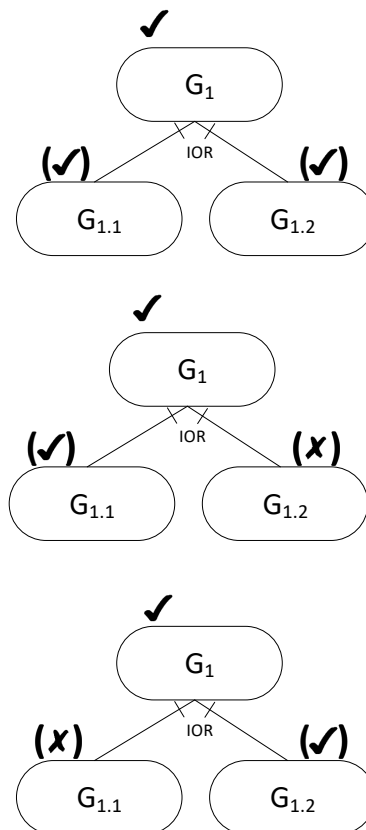 ✔
G₁
(✔) IOR (✔)
G₁.₁ G₁.₂
✔
G₁
(✔) IOR (✘)
G₁.₁ G₁.₂
✔
G₁
(✘) IOR (✔)
G₁.₁ G₁.₂